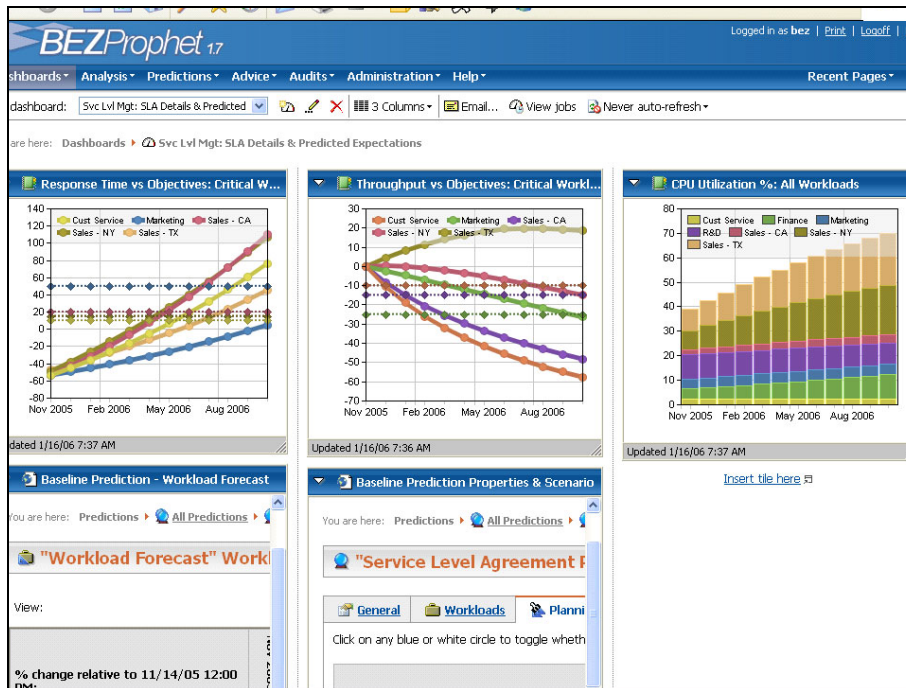 BEZProphet 1.7
Logged in as bez | Print | Logoff |
shboards Analysis Predictions Advice Audits Administration Help Recent Pages
dashboard: Svc Lvl Mgt: SLA Details & Predicted 3 Columns Email... View jobs Never auto-refresh
are here: Dashboards Svc Lvl Mgt: SLA Details & Predicted Expectations
Response Time vs Objectives: Critical W...
140
120
100
80
60
40
20
0
-20
-40
-60
-80
Cust Service Marketing Sales - CA
Sales - NY Sales - TX
Nov 2005 Feb 2006 May 2006 Aug 2006
dated 1/16/06 7:37 AM
Throughput vs Objectives: Critical Workl...
30
20
10
0
-10
-20
-30
-40
-50
-60
-70
Cust Service Marketing Sales - CA
Sales - NY Sales - TX
Nov 2005 Feb 2006 May 2006 Aug 2006
Updated 1/16/06 7:36 AM
CPU Utilization %: All Workloads
80
70
60
50
40
30
20
10
0
Cust Service Finance Marketing
R&D Sales - CA Sales - NY
Sales - TX
Nov 2005 Feb 2006 May 2006 Aug 2006
Updated 1/16/06 7:37 AM
Insert tile here
Baseline Prediction - Workload Forecast
You are here: Predictions All Predictions
"Workload Forecast" Workl
View:
% change relative to 11/14/05 12:00
PM:
Baseline Prediction Properties & Scenario
You are here: Predictions All Predictions
"Service Level Agreement P
General Workloads Planni
Click on any blue or white circle to toggle wheth